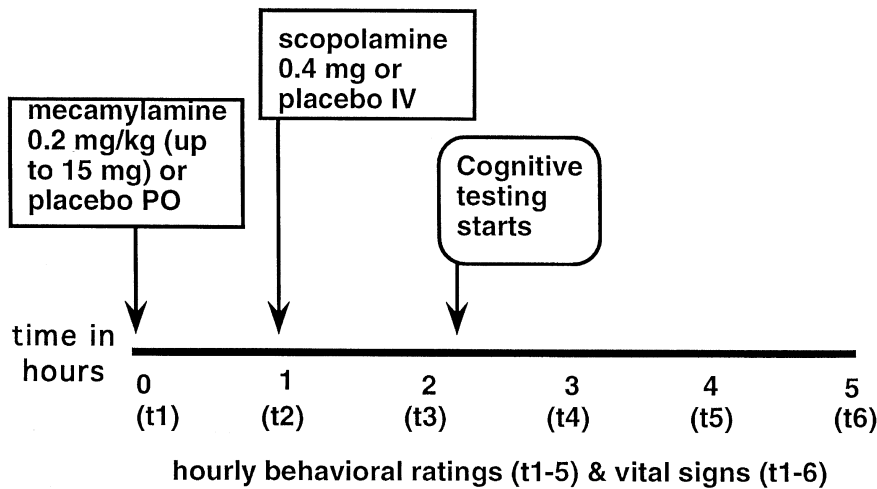 scopolamine
0.4 mg or
placebo IV
mecamylamine
0.2 mg/kg (up
to 15 mg) or
placebo PO
Cognitive
testing
starts
time in
hours
0 1 2 3 4 5
(t1) (t2) (t3) (t4) (t5) (t6)
hourly behavioral ratings (t1-5) & vital signs (t1-6)